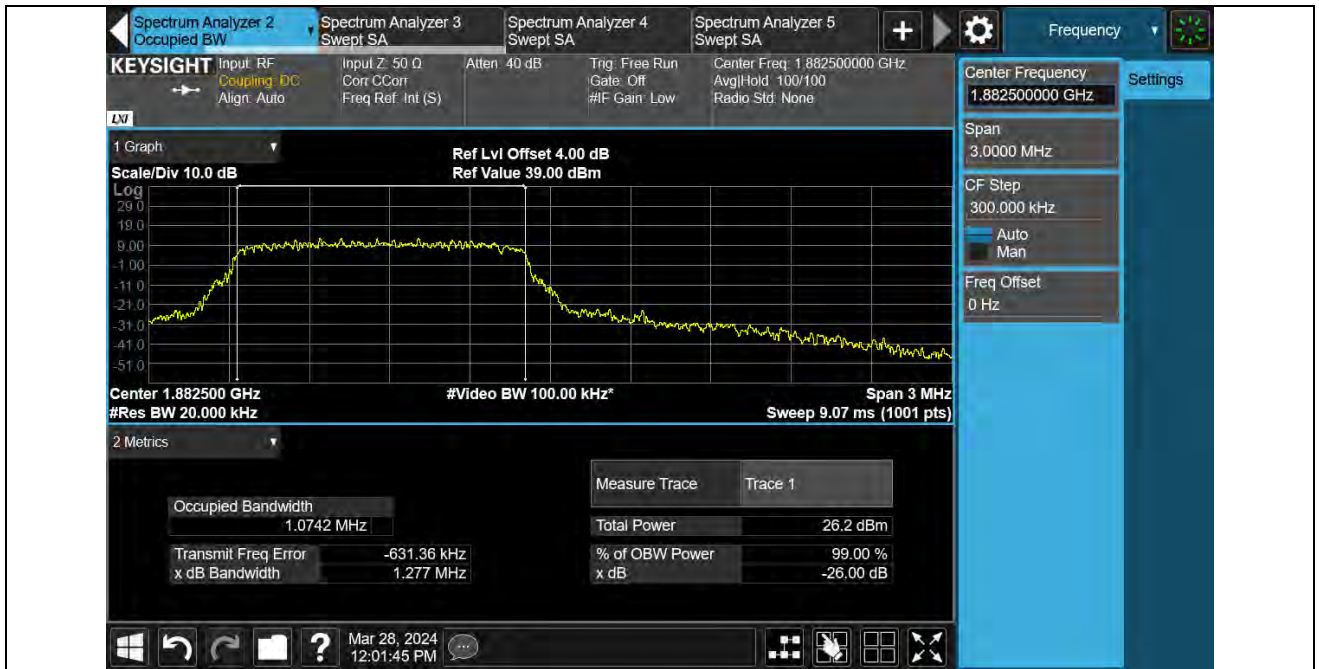 Spectrum Analyzer 2
Occupied BW
Spectrum Analyzer 3
Swept SA
Spectrum Analyzer 4
Swept SA
Spectrum Analyzer 5
Swept SA
+
Frequency
KEYSIGHT
LXI
Input: RF
Coupling: DC
Align: Auto
Input Z: 50 Ω
Corr CCorr
Freq Ref: Int (S)
Atten: 40 dB
Trig: Free Run
Gate: Off
#IF Gain: Low
Center Freq: 1.882500000 GHz
Avg|Hold: 100/100
Radio Std: None
Center Frequency
1.882500000 GHz
Settings
Span
3.0000 MHz
CF Step
300.000 kHz
Auto
Man
Freq Offset
0 Hz
1 Graph
Scale/Div 10.0 dB
Ref Lvl Offset 4.00 dB
Ref Value 39.00 dBm
Log
29.0
19.0
9.00
-1.00
-11.0
-21.0
-31.0
-41.0
-51.0
Center 1.882500 GHz
#Res BW 20.000 kHz
#Video BW 100.00 kHz*
Span 3 MHz
Sweep 9.07 ms (1001 pts)
2 Metrics
Measure Trace Trace 1
Occupied Bandwidth
1.0742 MHz
Total Power 26.2 dBm
Transmit Freq Error -631.36 kHz
% of OBW Power 99.00 %
x dB Bandwidth 1.277 MHz
x dB -26.00 dB
?
Mar 28, 2024
12:01:45 PM